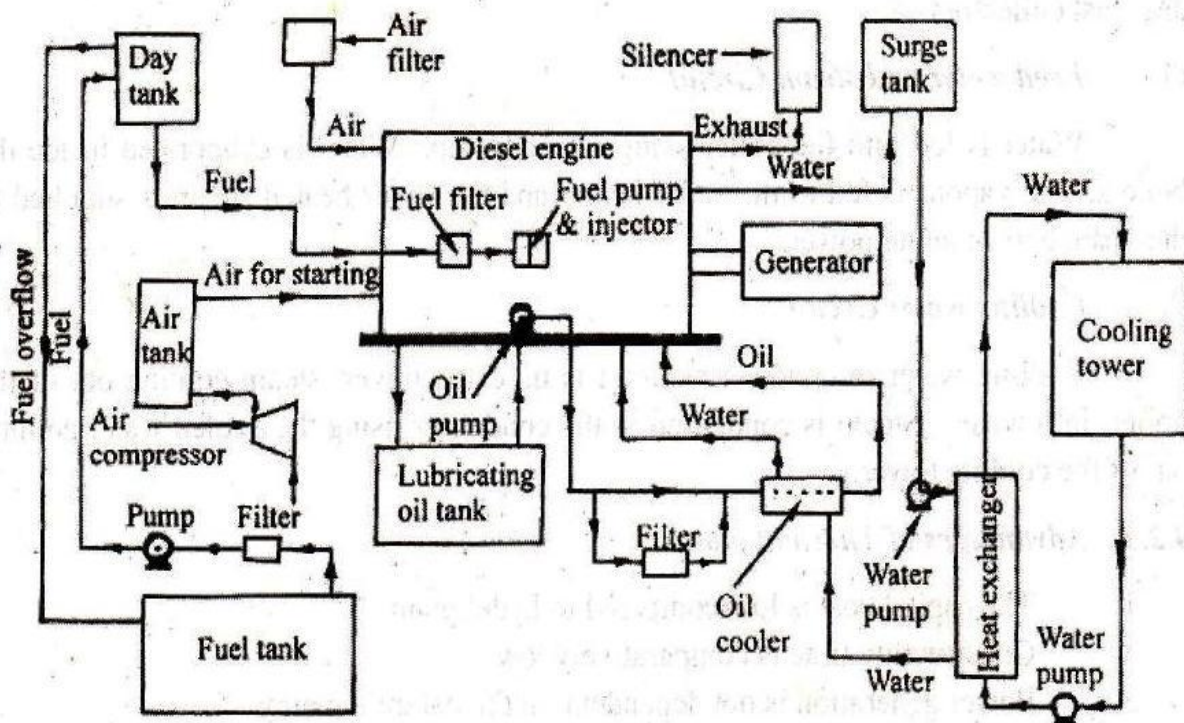 Day
tank
Air
filter
Silencer
Surge
tank
Air
Exhaust
Water
Water
Diesel engine
Fuel
Fuel filter
Fuel pump
& injector
Generator
Cooling
tower
Fuel overflow
Fuel
Air for starting
Air
tank
Air
compressor
Oil
pump
Oil
Water
Lubricating
oil tank
Pump
Filter
Filter
Oil
cooler
Water
pump
Heat exchanger
Water
Water
pump
Fuel tank